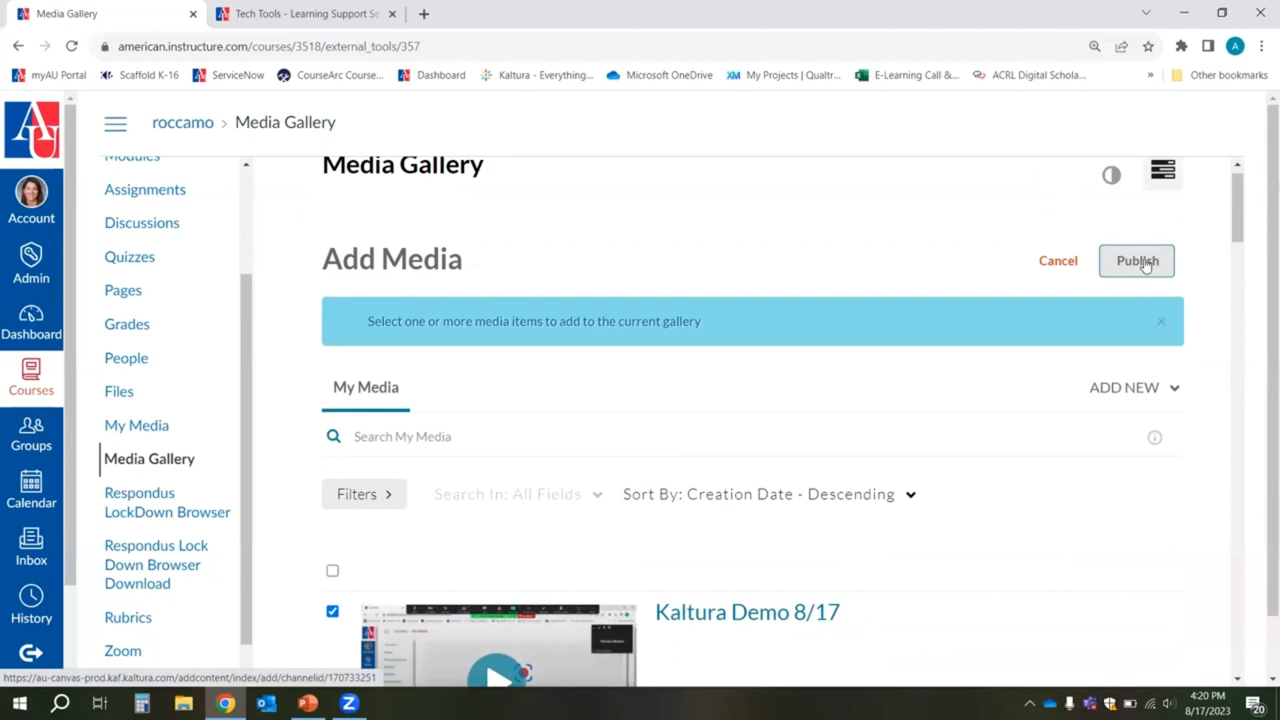 Media Gallery
Tech Tools - Learning Support Se
american.instructure.com/courses/3518/external_tools/357
A
myAU Portal
Scaffold K-16
ServiceNow
CourseArc Course...
Dashboard
Kaltura - Everything...
Microsoft OneDrive
XM My Projects (Qualtr...
E-Learning Call &...
ACRL Digital Schola...
»
Other bookmarks
AU
roccamo > Media Gallery
Account
Admin
Dashboard
Courses
Groups
Calendar
Inbox
History
Modules
Assignments
Discussions
Quizzes
Pages
Grades
People
Files
My Media
Media Gallery
Respondus
LockDown Browser
Respondus Lock
Down Browser
Download
Rubrics
Zoom
Media Gallery
Add Media
Cancel
Publish
Select one or more media items to add to the current gallery
My Media
ADD NEW
Search My Media
Filters >
Search In: All Fields
Sort By: Creation Date - Descending
Kaltura Demo 8/17
https://au-canvas-prod.kaf.kaltura.com/addcontent/index/add/channelid/170733251
4:20 PM
8/17/2023
20